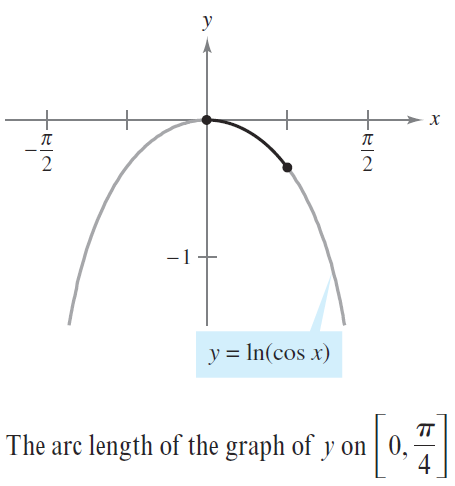 y
x
-π/2
π/2
-1
y = ln(cos x)
The arc length of the graph of y on [0, π/4]